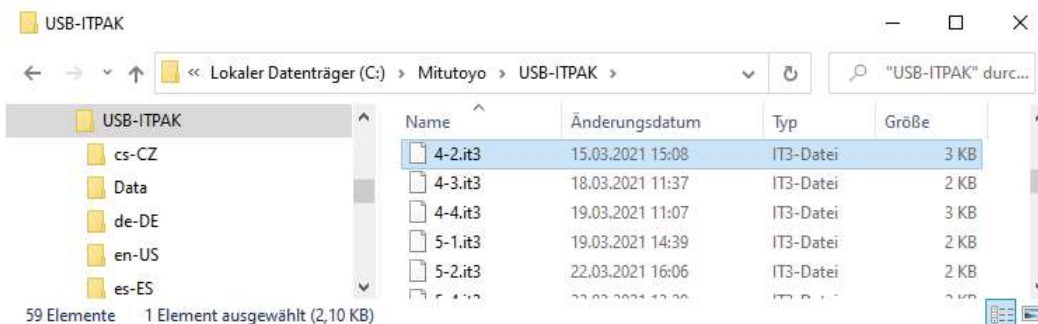 USB-ITPAK
« Lokaler Datenträger (C:) › Mitutoyo › USB-ITPAK ›
"USB-ITPAK" durc...
USB-ITPAK
cs-CZ
Data
de-DE
en-US
es-ES
Name Änderungsdatum Typ Größe
4-2.it3 15.03.2021 15:08 IT3-Datei 3 KB
4-3.it3 18.03.2021 11:37 IT3-Datei 2 KB
4-4.it3 19.03.2021 11:07 IT3-Datei 3 KB
5-1.it3 19.03.2021 14:39 IT3-Datei 2 KB
5-2.it3 22.03.2021 16:06 IT3-Datei 2 KB
59 Elemente 1 Element ausgewählt (2,10 KB)